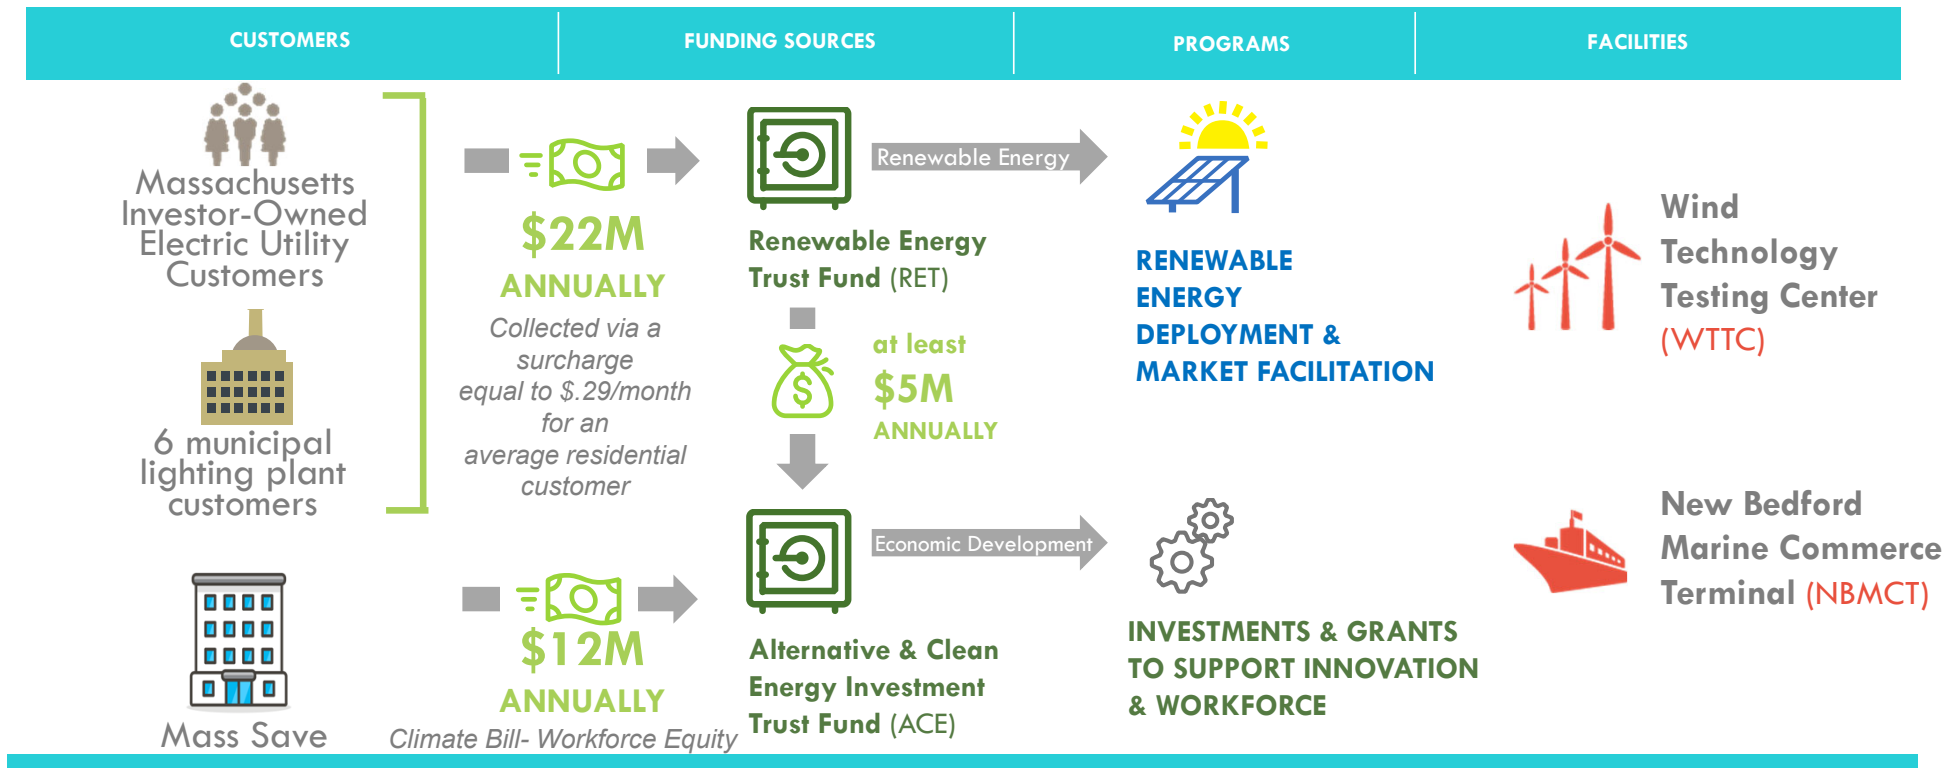 CUSTOMERS
FUNDING SOURCES
PROGRAMS
FACILITIES
Massachusetts
Investor-Owned
Electric Utility
Customers
6 municipal
lighting plant
customers
Mass Save
$22M
ANNUALLY
Collected via a
surcharge
equal to $.29/month
for an
average residential
customer
$12M
ANNUALLY
Climate Bill- Workforce Equity
Renewable Energy
Trust Fund (RET)
at least
$5M
ANNUALLY
$
Alternative & Clean
Energy Investment
Trust Fund (ACE)
Renewable Energy
Economic Development
RENEWABLE
ENERGY
DEPLOYMENT &
MARKET FACILITATION
INVESTMENTS & GRANTS
TO SUPPORT INNOVATION
& WORKFORCE
Wind
Technology
Testing Center
(WTTC)
New Bedford
Marine Commerce
Terminal (NBMCT)